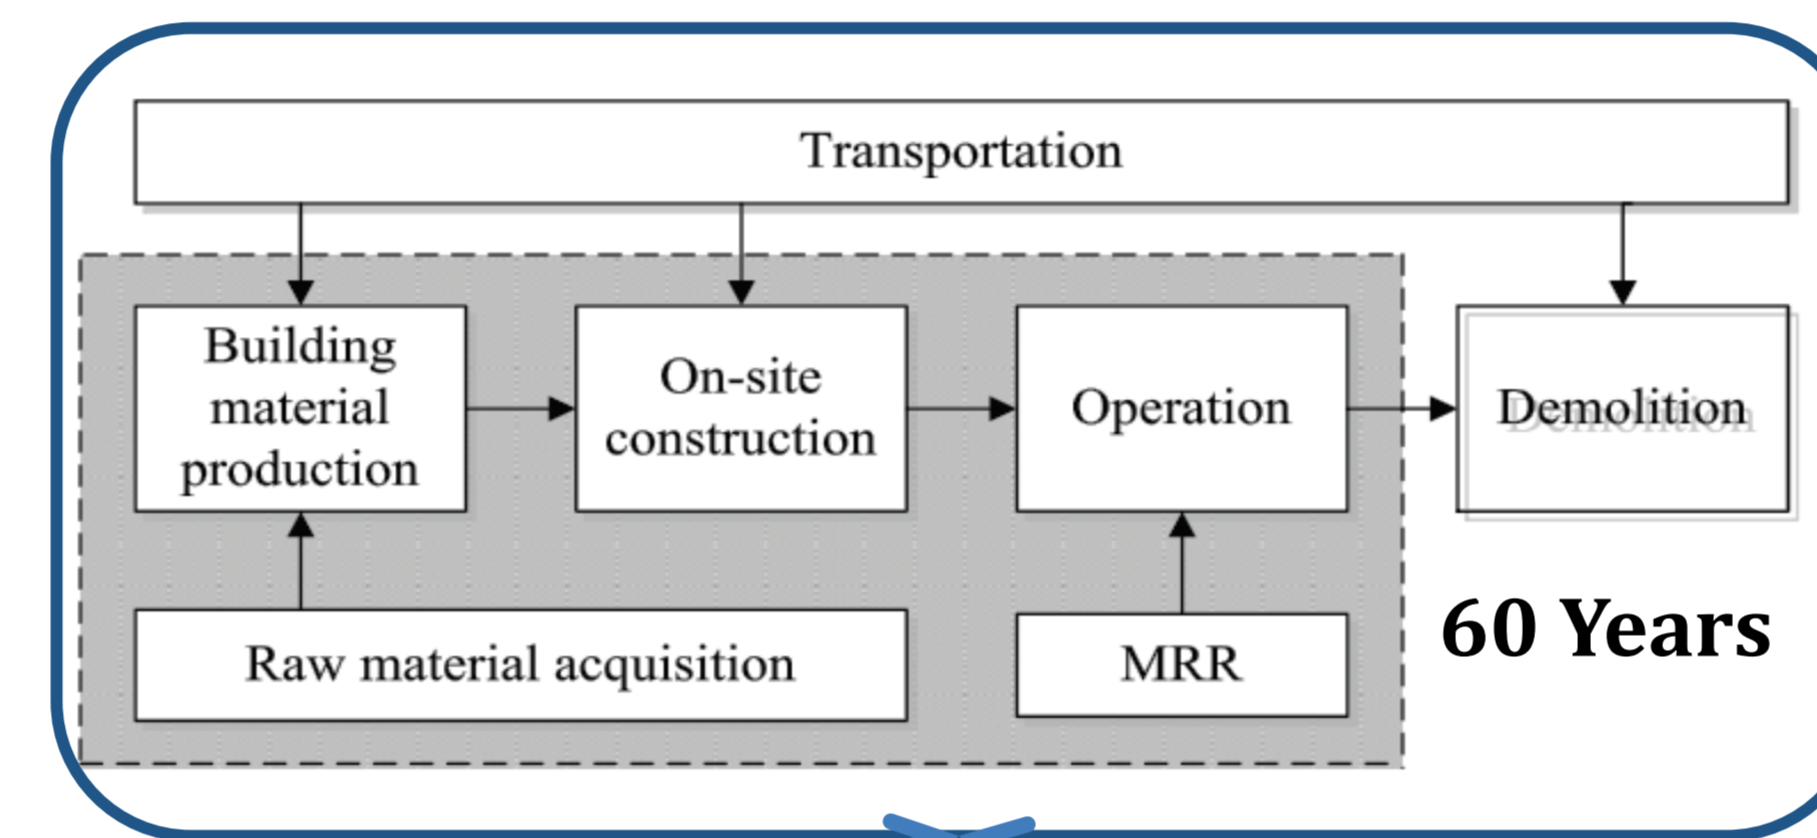 Transportation
Building
material
production
On-site
construction
Operation
Demolition
Raw material acquisition
MRR
60 Years